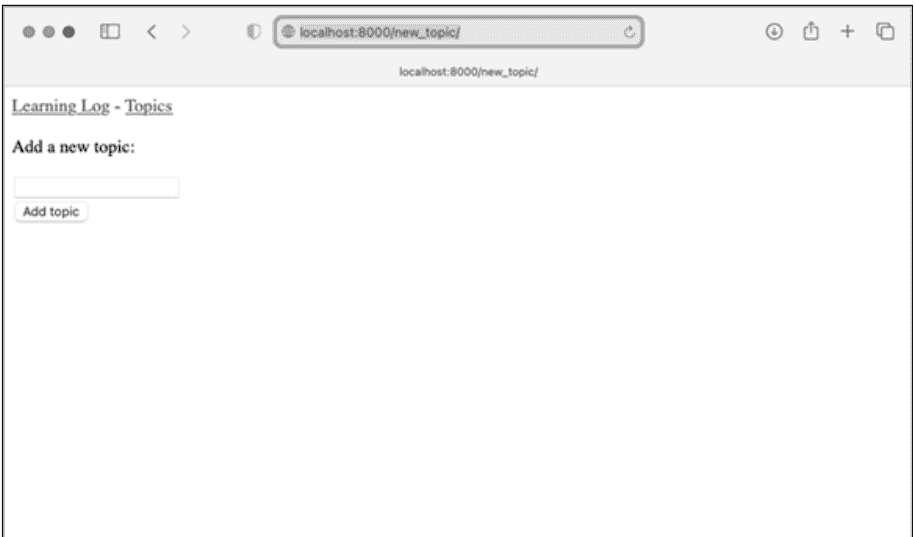 localhost:8000/new_topic/
localhost:8000/new_topic/
Learning Log - Topics
Add a new topic:
Add topic